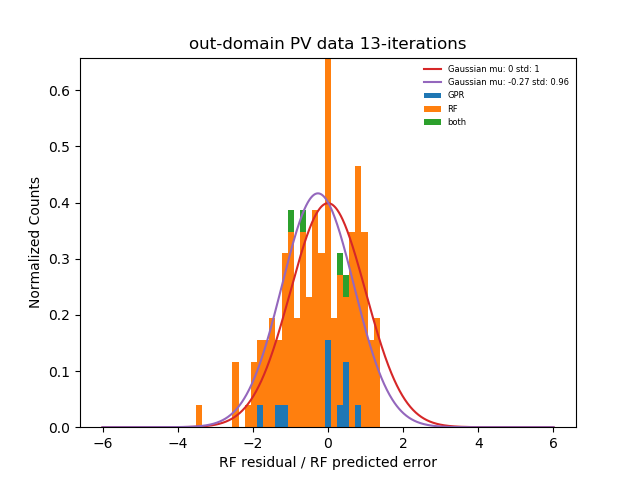 out-domain PV data 13-iterations
Gaussian mu: 0 std: 1
Gaussian mu: -0.27 std: 0.96
GPR
RF
both
Normalized Counts
0.6
0.5
0.4
0.3
0.2
0.1
0.0
−6 −4 −2 0 2 4 6
RF residual / RF predicted error